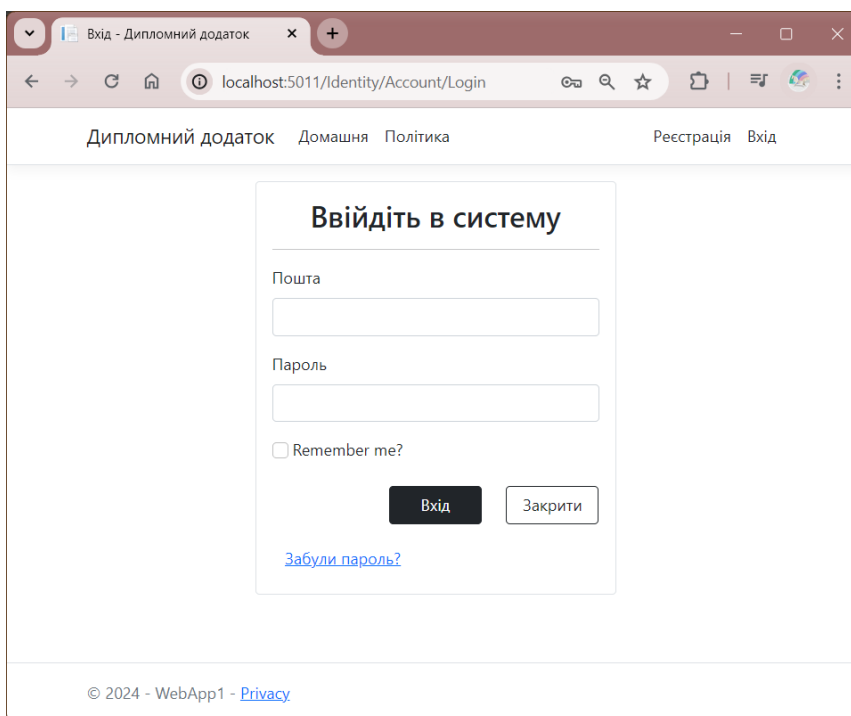 Вхід - Дипломний додаток
localhost:5011/Identity/Account/Login
Дипломний додаток Домашня Політика Реєстрація Вхід
Ввійдіть в систему
Пошта
Пароль
Remember me?
Вхід Закрити
Забули пароль?
© 2024 - WebApp1 - Privacy